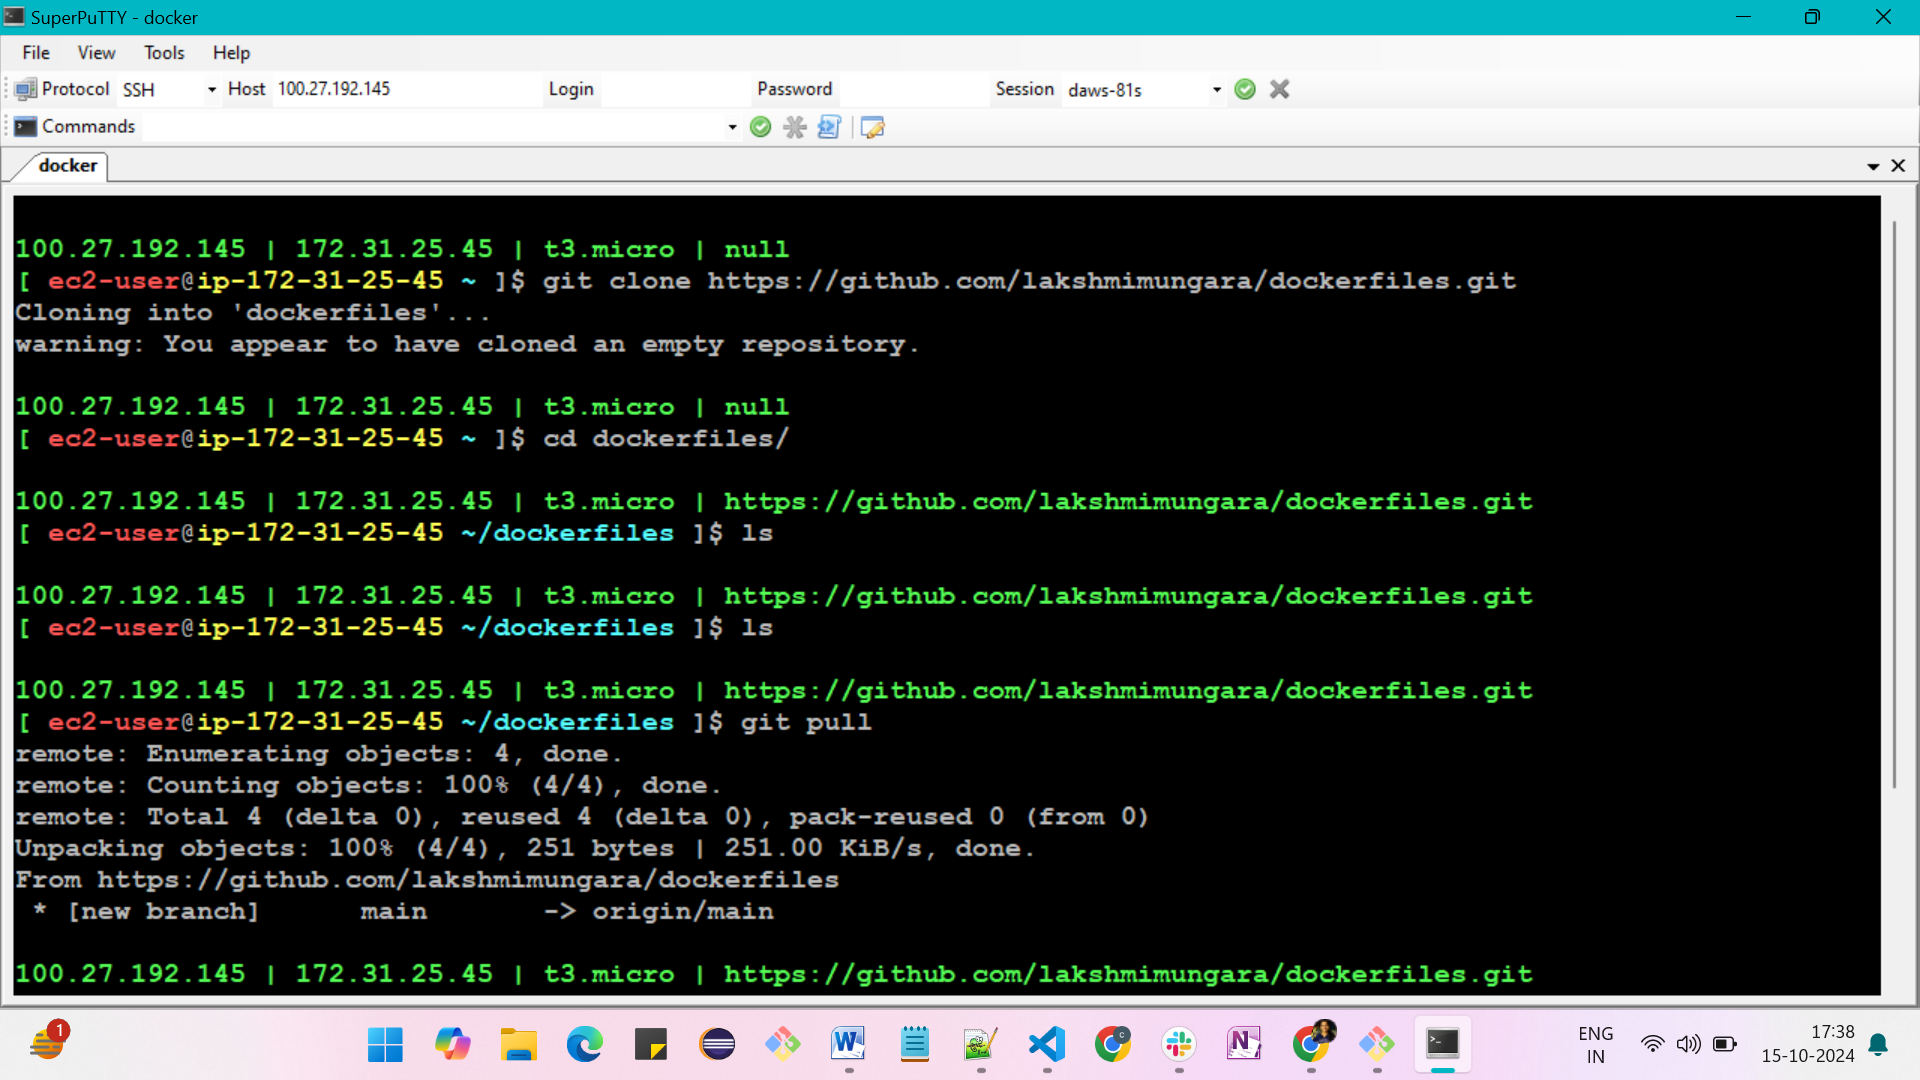 SuperPuTTY - docker
File View Tools Help
Protocol SSH Host 100.27.192.145 Login Password Session daws-81s
Commands
docker
100.27.192.145 | 172.31.25.45 | t3.micro | null
[ ec2-user@ip-172-31-25-45 ~ ]$ git clone https://github.com/lakshmimungara/dockerfiles.git
Cloning into 'dockerfiles'...
warning: You appear to have cloned an empty repository.
100.27.192.145 | 172.31.25.45 | t3.micro | null
[ ec2-user@ip-172-31-25-45 ~ ]$ cd dockerfiles/
100.27.192.145 | 172.31.25.45 | t3.micro | https://github.com/lakshmimungara/dockerfiles.git
[ ec2-user@ip-172-31-25-45 ~/dockerfiles ]$ ls
100.27.192.145 | 172.31.25.45 | t3.micro | https://github.com/lakshmimungara/dockerfiles.git
[ ec2-user@ip-172-31-25-45 ~/dockerfiles ]$ ls
100.27.192.145 | 172.31.25.45 | t3.micro | https://github.com/lakshmimungara/dockerfiles.git
[ ec2-user@ip-172-31-25-45 ~/dockerfiles ]$ git pull
remote: Enumerating objects: 4, done.
remote: Counting objects: 100% (4/4), done.
remote: Total 4 (delta 0), reused 4 (delta 0), pack-reused 0 (from 0)
Unpacking objects: 100% (4/4), 251 bytes | 251.00 KiB/s, done.
From https://github.com/lakshmimungara/dockerfiles
 * [new branch]      main       -> origin/main
100.27.192.145 | 172.31.25.45 | t3.micro | https://github.com/lakshmimungara/dockerfiles.git
1
ENG
IN
17:38
15-10-2024